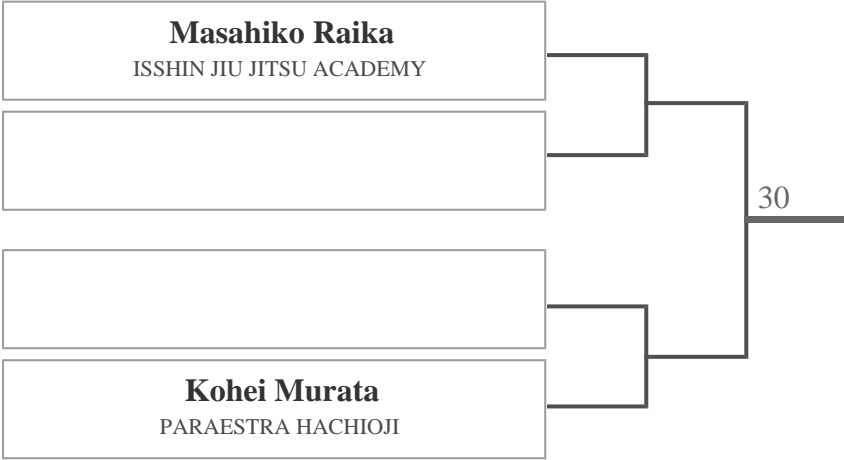 Masahiko Raika
ISSHIN JIU JITSU ACADEMY
30
Kohei Murata
PARAESTRA HACHIOJI